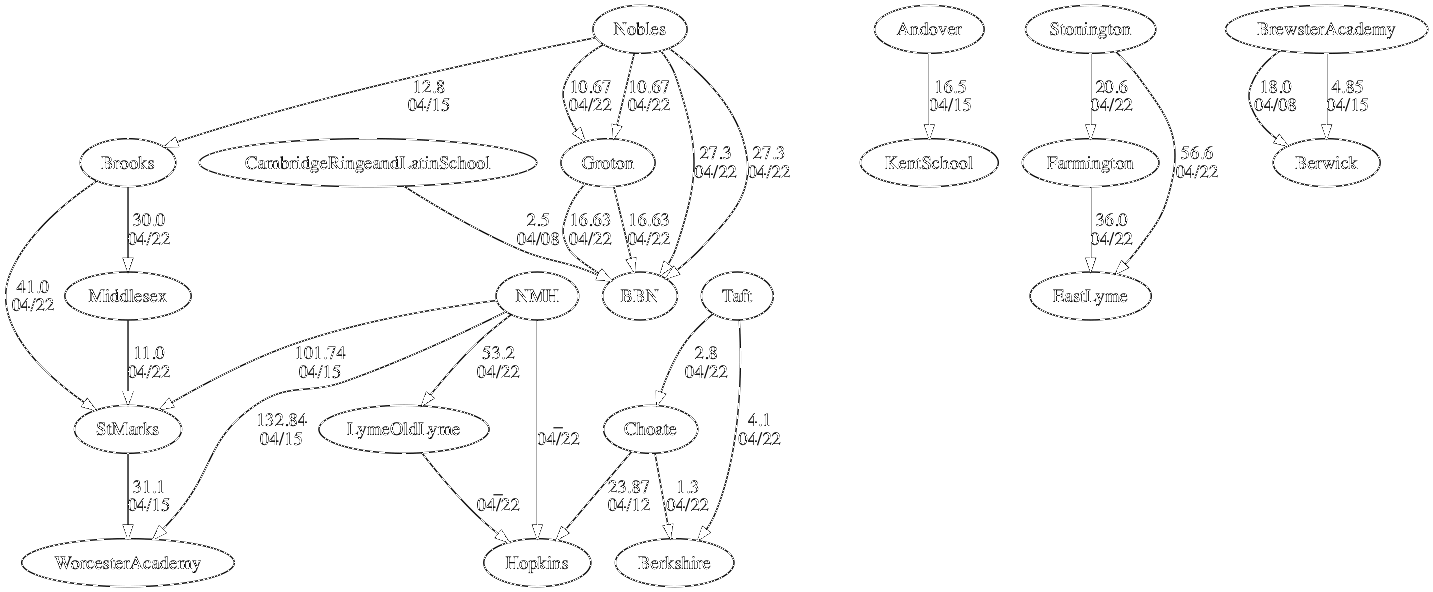 Nobles
Andover
Stonington
BrewsterAcademy
12.8
04/15
10.67
04/22
10.67
04/22
16.5
04/15
20.6
04/22
18.0
04/08
4.85
04/15
Brooks
CambridgeRingeandLatinSchool
Groton
27.3
04/22
27.3
04/22
KentSchool
Farmington
56.6
04/22
Berwick
30.0
04/22
2.5
04/08
16.63
04/22
16.63
04/22
36.0
04/22
41.0
04/22
Middlesex
NMH
BBN
Taft
EastLyme
11.0
04/22
101.74
04/15
53.2
04/22
2.8
04/22
StMarks
132.84
04/15
LymeOldLyme
–
04/22
Choate
4.1
04/22
31.1
04/15
–
04/22
23.87
04/12
1.3
04/22
WorcesterAcademy
Hopkins
Berkshire